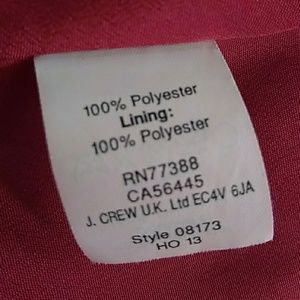 100% Polyester
Lining:
100% Polyester
RN77388
CA56445
J. CREW U.K. Ltd EC4V 6JA
Style 08173
HO 13